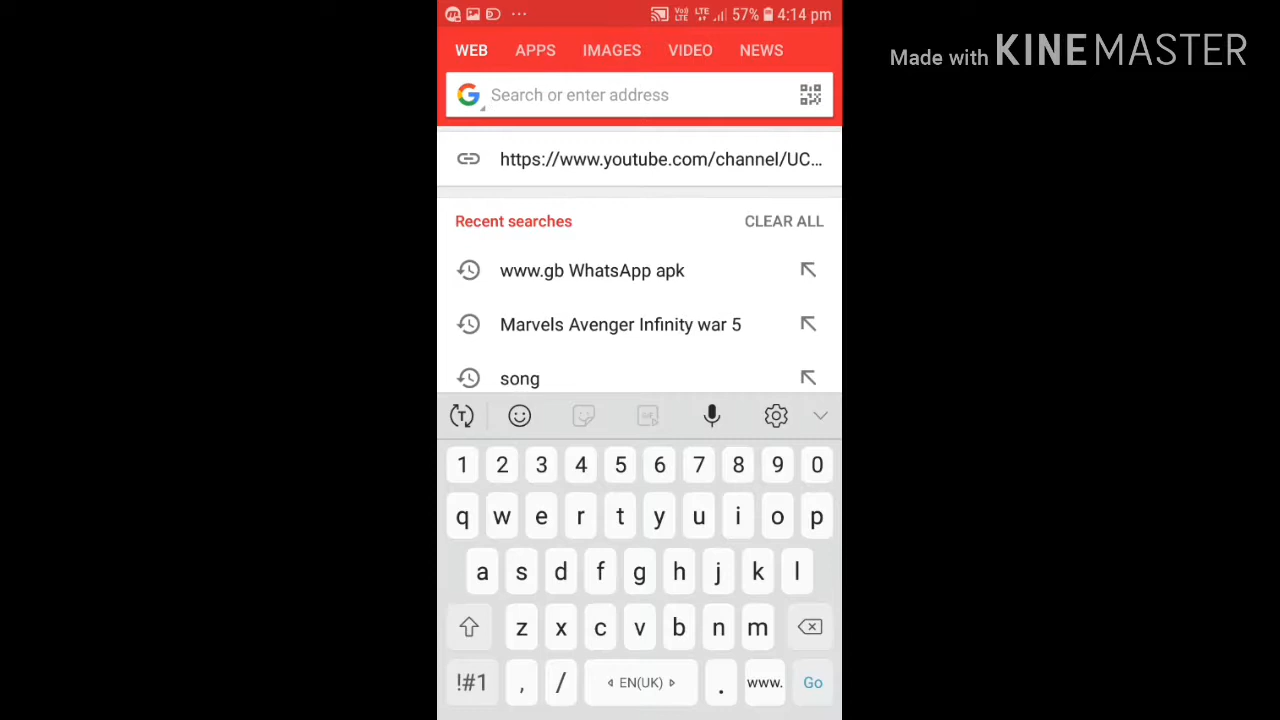 57% 4:14 pm
WEB APPS IMAGES VIDEO NEWS
Made with KINEMASTER
G Search or enter address
https://www.youtube.com/channel/UC...
Recent searches CLEAR ALL
www.gb WhatsApp apk
Marvels Avenger Infinity war 5
song
T
1 2 3 4 5 6 7 8 9 0
q w e r t y u i o p
a s d f g h j k l
z x c v b n m
!#1 , / EN(UK) . www. Go